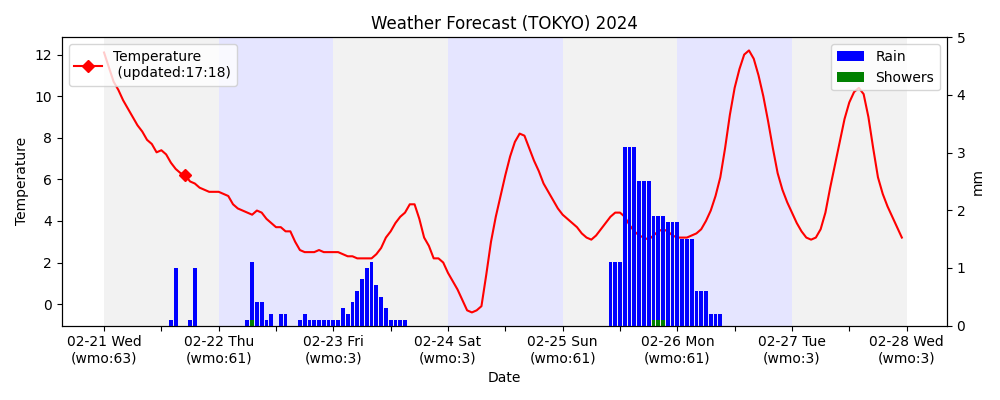 Weather Forecast (TOKYO) 2024
Temperature
(updated:17:18)
Rain
Showers
12
10
8
6
4
2
0
Temperature
5
4
3
2
1
0
mm
02-21 Wed
(wmo:63)
02-22 Thu
(wmo:61)
02-23 Fri
(wmo:3)
02-24 Sat
(wmo:3)
02-25 Sun
(wmo:61)
02-26 Mon
(wmo:61)
02-27 Tue
(wmo:3)
02-28 Wed
(wmo:3)
Date